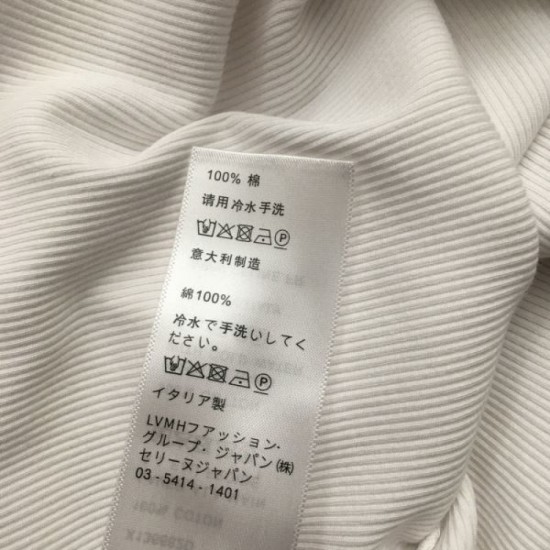 100% 棉
请用冷水手洗
意大利制造
綿100%
冷水で手洗いしてく
ださい。
イタリア製
LVMHファッション・
グループ・ジャパン(株)
セリーヌジャパン
03-5414-1401